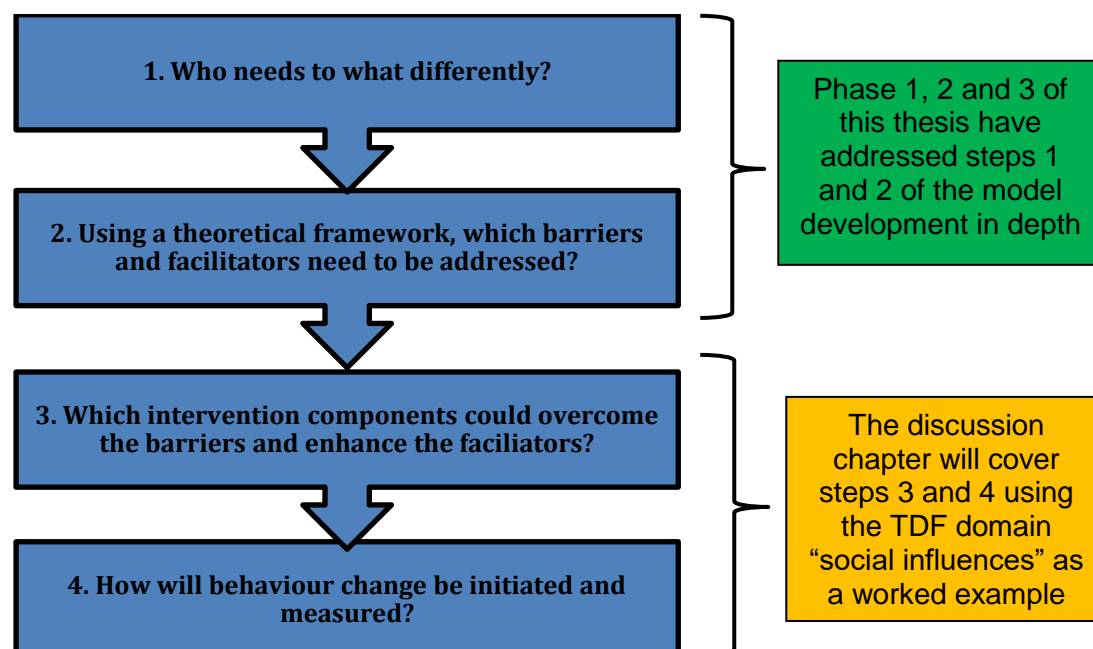 1. Who needs to what differently?
2. Using a theoretical framework, which barriers
and facilitators need to be addressed?
3. Which intervention components could overcome
the barriers and enhance the faciliators?
4. How will behaviour change be initiated and
measured?
Phase 1, 2 and 3 of
this thesis have
addressed steps 1
and 2 of the model
development in depth
The discussion
chapter will cover
steps 3 and 4 using
the TDF domain
“social influences” as
a worked example